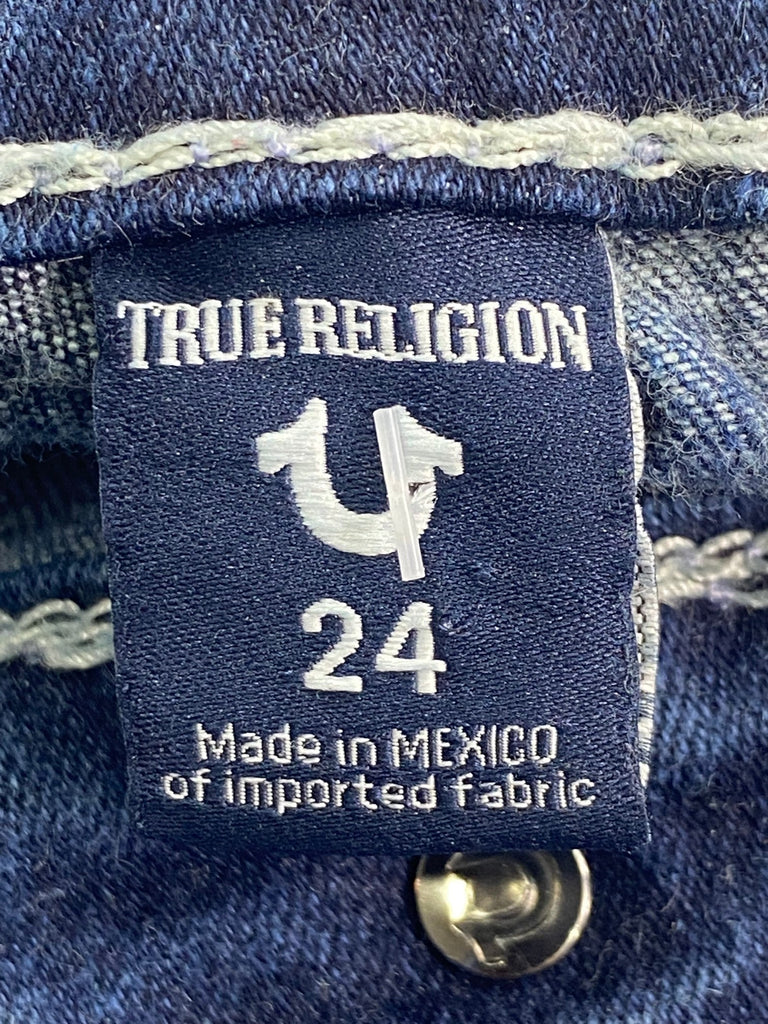 TRUE RELIGION
24
Made in MEXICO
of imported fabric